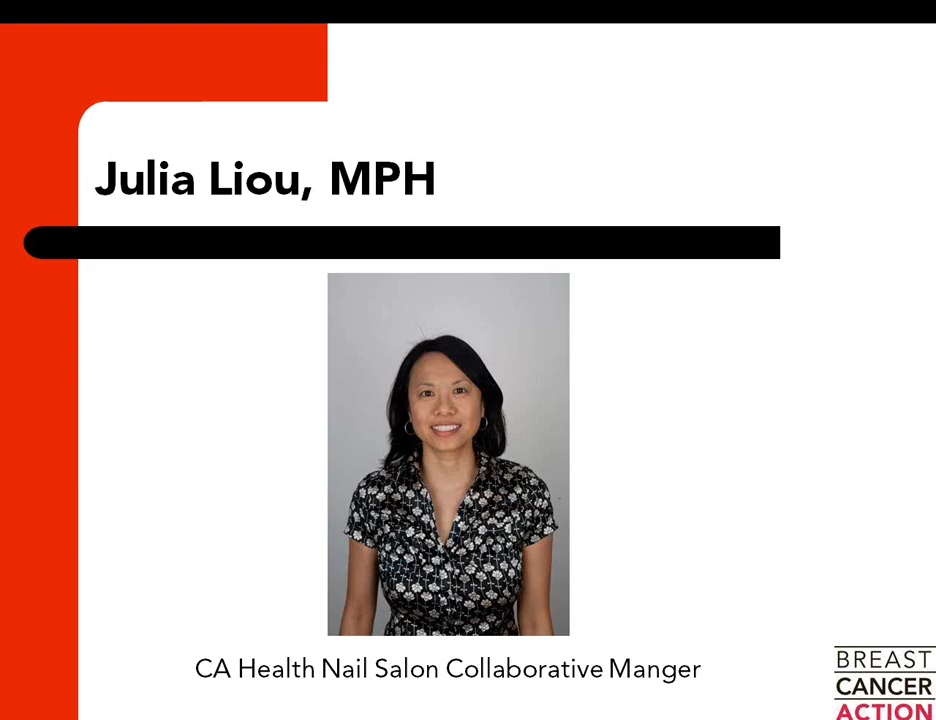 Julia Liou, MPH
CA Health Nail Salon Collaborative Manger
BREAST
CANCER
ACTION